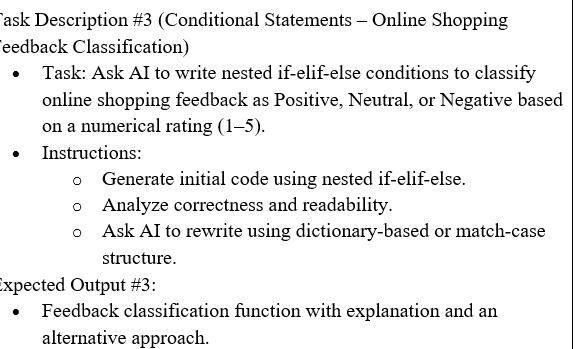 ask Description #3 (Conditional Statements – Online Shopping
eedback Classification)
• Task: Ask AI to write nested if-elif-else conditions to classify
online shopping feedback as Positive, Neutral, or Negative based
on a numerical rating (1–5).
• Instructions:
o Generate initial code using nested if-elif-else.
o Analyze correctness and readability.
o Ask AI to rewrite using dictionary-based or match-case
structure.
xpected Output #3:
• Feedback classification function with explanation and an
alternative approach.